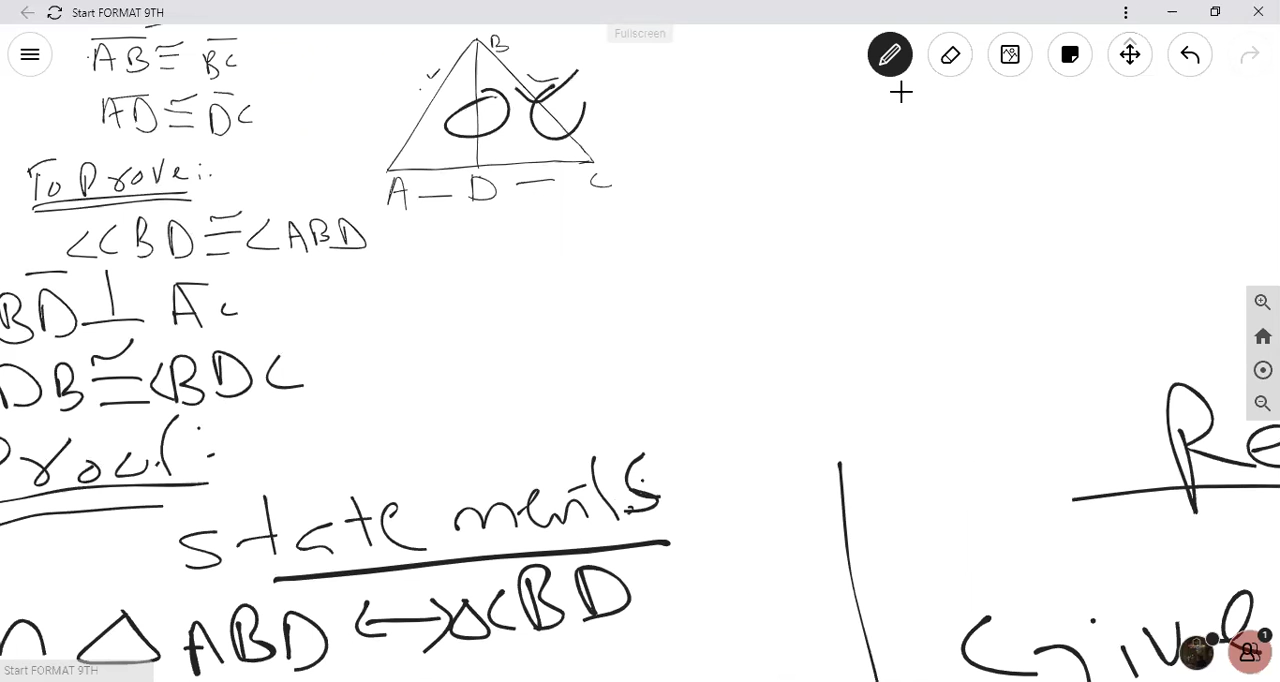 Start FORMAT 9TH
Fullscreen
AB ≅ BC
AD ≅ DC
To Prove:.
<CBD ≅ <ABD
BD ⊥ AC
DB ≅ <BDC
Proof:
statements
△ ABD ↔ △CBD
B
A — D — C
Re
Given
Start FORMAT 9TH
1